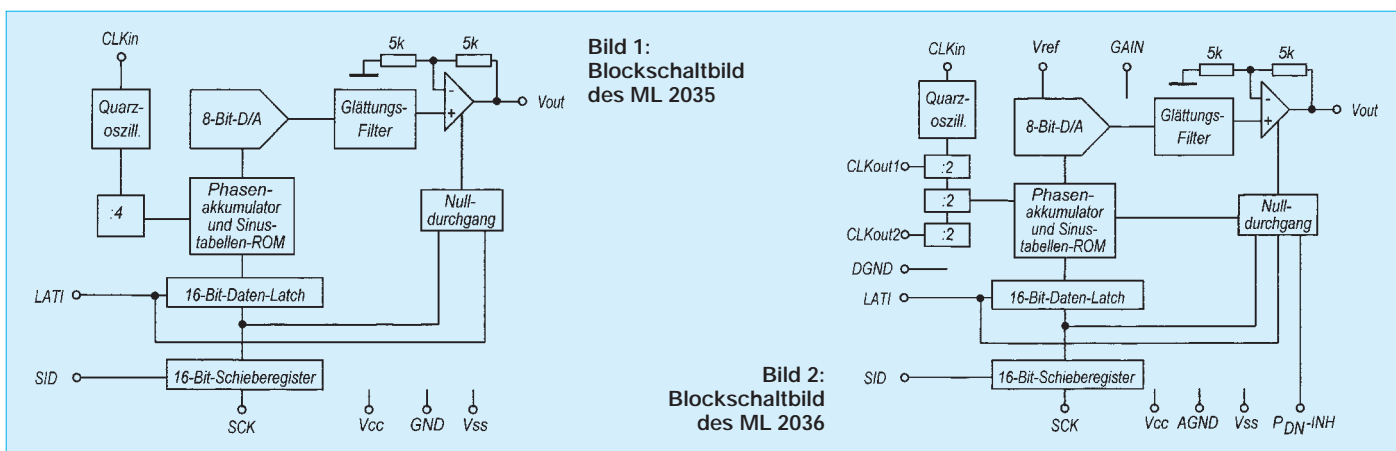 CLKin
5k
5k
Quarz-
oszill.
8-Bit-D/A
Glättungs-
Filter
-
+
Vout
:4
Phasen-
akkumulator
und Sinus-
tabellen-ROM
Null-
durchgang
LATI
16-Bit-Daten-Latch
SID
16-Bit-Schieberegister
SCK
Vcc
GND
Vss
Bild 1:
Blockschaltbild
des ML 2035
Bild 2:
Blockschaltbild
des ML 2036
CLKin
Vref
GAIN
5k
5k
Quarz-
oszill.
8-Bit-D/A
Glättungs-
Filter
-
+
Vout
CLKout1
:2
:2
CLKout2
:2
Phasen-
akkumulator
und Sinus-
tabellen-ROM
Null-
durchgang
DGND
LATI
16-Bit-Daten-Latch
SID
16-Bit-Schieberegister
SCK
Vcc
AGND
Vss
PDN-INH